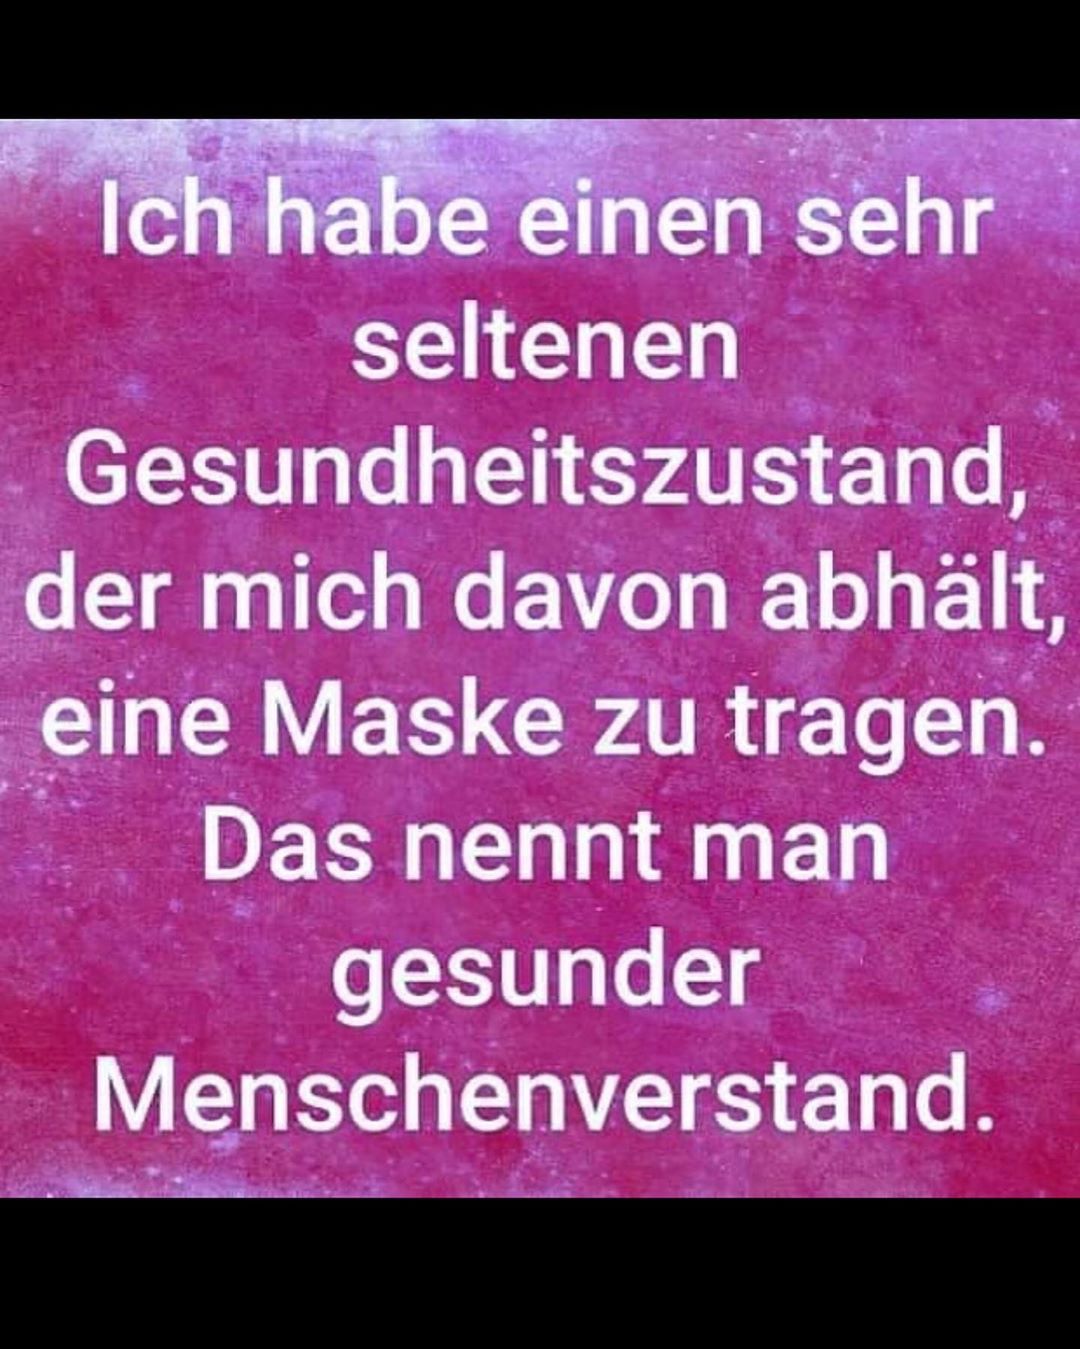 Ich habe einen sehr
seltenen
Gesundheitszustand,
der mich davon abhält,
eine Maske zu tragen.
Das nennt man
gesunder
Menschenverstand.